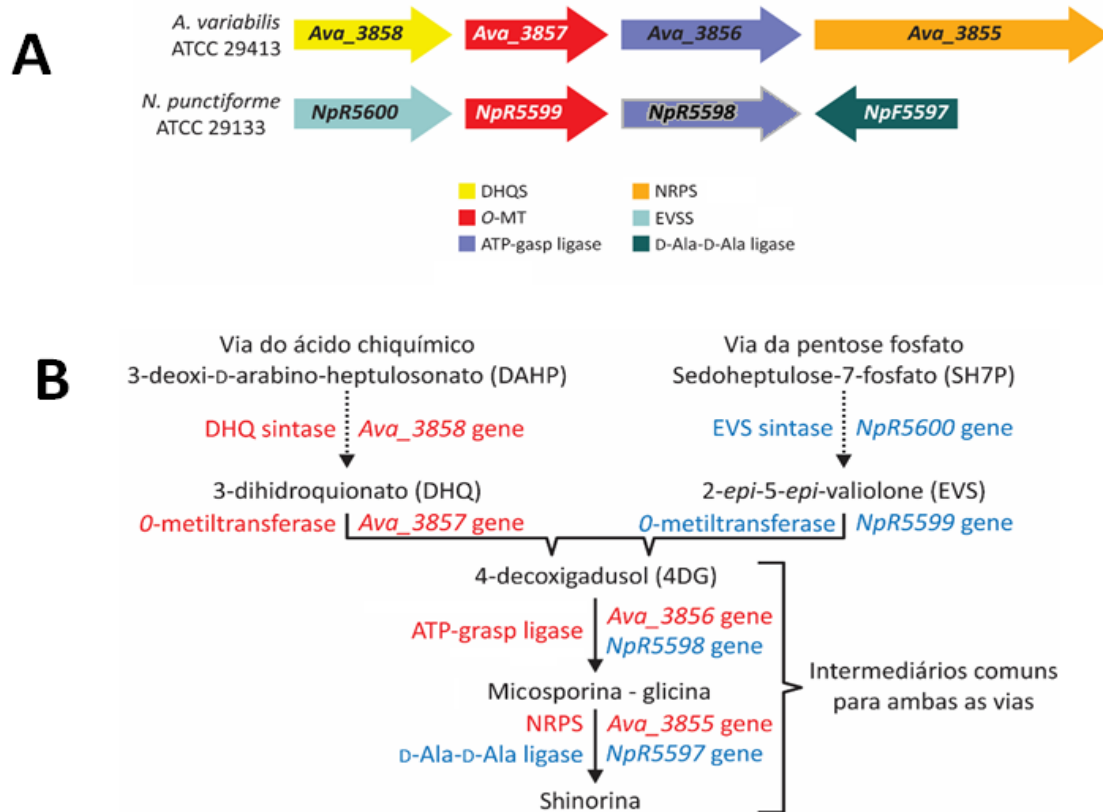 A
A. variabilis
ATCC 29413
Ava_3858
Ava_3857
Ava_3856
Ava_3855
N. punctiforme
ATCC 29133
NpR5600
NpR5599
NpR5598
NpF5597
DHQS
NRPS
O-MT
EVSS
ATP-gasp ligase
D-Ala-D-Ala ligase
B
Via do ácido chiquímico
3-deoxi-D-arabino-heptulosonato (DAHP)
Via da pentose fosfato
Sedoheptulose-7-fosfato (SH7P)
DHQ sintase
Ava_3858 gene
EVS sintase
NpR5600 gene
3-dihidroquionato (DHQ)
2-epi-5-epi-valiolone (EVS)
O-metiltransferase
Ava_3857 gene
O-metiltransferase
NpR5599 gene
4-decoxigadusol (4DG)
ATP-grasp ligase
Ava_3856 gene
NpR5598 gene
Micosporina - glicina
NRPS
Ava_3855 gene
D-Ala-D-Ala ligase
NpR5597 gene
Shinorina
Intermediários comuns
para ambas as vias